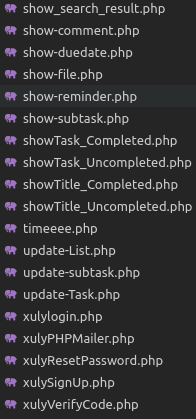 show_search_result.php
show-comment.php
show-duedate.php
show-file.php
show-reminder.php
show-subtask.php
showTask_Completed.php
showTask_Uncompleted.php
showTitle_Completed.php
showTitle_Uncompleted.php
timeeee.php
update-List.php
update-subtask.php
update-Task.php
xulylogin.php
xulyPHPMailer.php
xulyResetPassword.php
xulySignUp.php
xulyVerifyCode.php